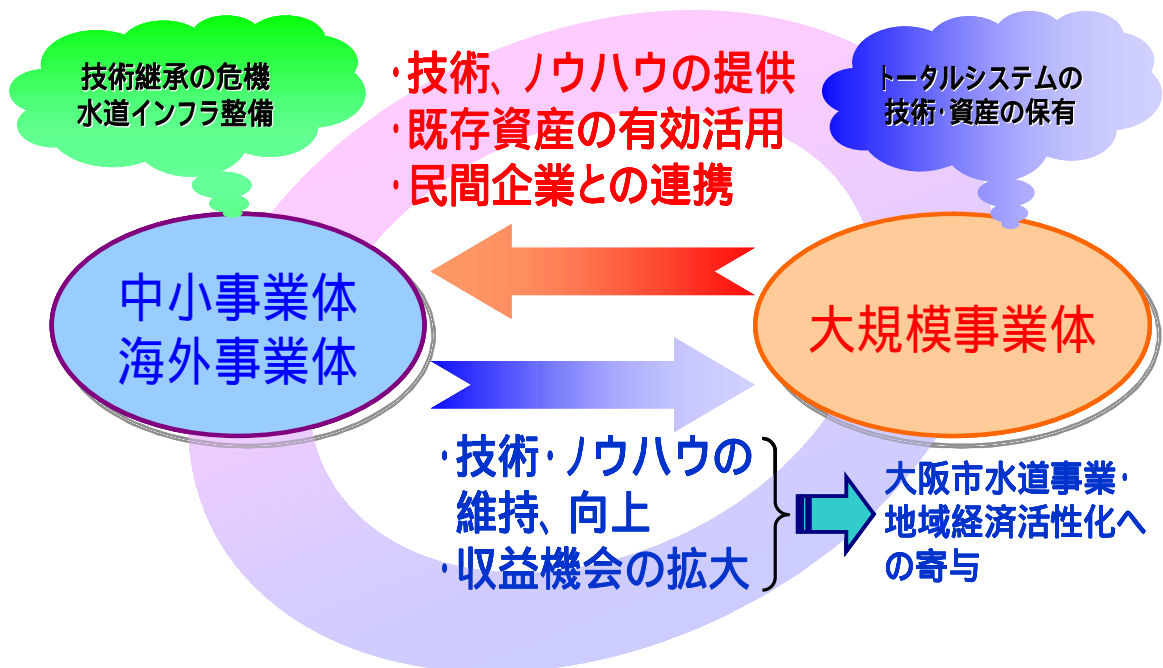 技術継承の危機
水道インフラ整備
・技術、ノウハウの提供
・既存資産の有効活用
・民間企業との連携
トータルシステムの
技術・資産の保有
中小事業体
海外事業体
大規模事業体
・技術・ノウハウの
維持、向上
・収益機会の拡大
大阪市水道事業・
地域経済活性化へ
の寄与